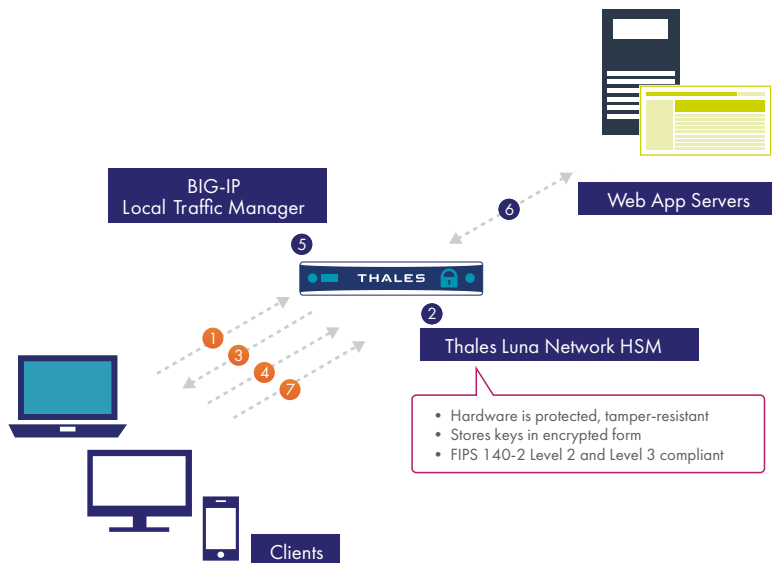 BIG-IP
Local Traffic Manager
Web App Servers
6
5
THALES
2
1
3
4
7
Thales Luna Network HSM
• Hardware is protected, tamper-resistant
• Stores keys in encrypted form
• FIPS 140-2 Level 2 and Level 3 compliant
Clients